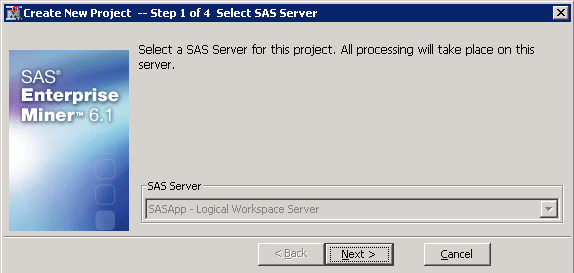 Create New Project -- Step 1 of 4 Select SAS Server
Select a SAS Server for this project. All processing will take place on this
server.
SAS®
Enterprise
Miner™ 6.1
SAS Server
SASApp - Logical Workspace Server
< Back
Next >
Cancel